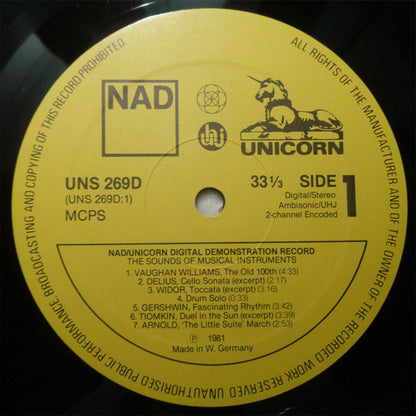 ALL RIGHTS OF THE MANUFACTURER AND OF THE OWNER OF THE RECORDED WORK RESERVED UNAUTHORISED PUBLIC PERFORMANCE BROADCASTING AND COPYING OF THIS RECORD PROHIBITED
NAD
uhj
UNICORN
UNS 269D
(UNS 269D:1)
MCPS
33⅓ SIDE 1
Digital/Stereo
Ambisonic/UHJ
2-channel Encoded
NAD/UNICORN DIGITAL DEMONSTRATION RECORD
THE SOUNDS OF MUSICAL INSTRUMENTS
1. VAUGHAN WILLIAMS, The Old 100th (4:33)
2. DELIUS, Cello Sonata (excerpt) (2:31)
3. WIDOR, Toccata (excerpt) (3:16)
4. Drum Solo (0:31)
5. GERSHWIN, Fascinating Rhythm (3:42)
6. TIOMKIN, Duel in the Sun (excerpt) (2:36)
7. ARNOLD, 'The Little Suite' March (2:53)
Ⓟ 1981
Made in W. Germany